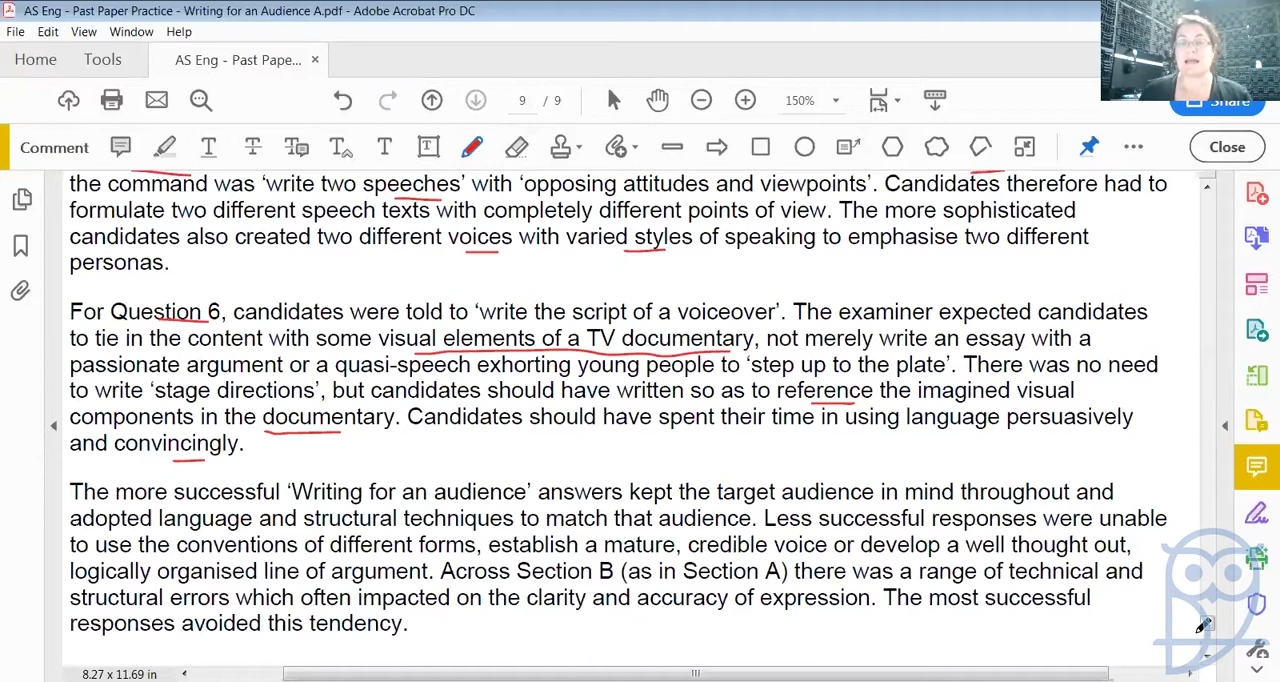 AS Eng - Past Paper Practice - Writing for an Audience A.pdf - Adobe Acrobat Pro DC
File Edit View Window Help
Home Tools AS Eng - Past Pape... ×
9 / 9 150%
Share
Comment Close
the command was ‘write two speeches’ with ‘opposing attitudes and viewpoints’. Candidates therefore had to
formulate two different speech texts with completely different points of view. The more sophisticated
candidates also created two different voices with varied styles of speaking to emphasise two different
personas.
For Question 6, candidates were told to ‘write the script of a voiceover’. The examiner expected candidates
to tie in the content with some visual elements of a TV documentary, not merely write an essay with a
passionate argument or a quasi-speech exhorting young people to ‘step up to the plate’. There was no need
to write ‘stage directions’, but candidates should have written so as to reference the imagined visual
components in the documentary. Candidates should have spent their time in using language persuasively
and convincingly.
The more successful ‘Writing for an audience’ answers kept the target audience in mind throughout and
adopted language and structural techniques to match that audience. Less successful responses were unable
to use the conventions of different forms, establish a mature, credible voice or develop a well thought out,
logically organised line of argument. Across Section B (as in Section A) there was a range of technical and
structural errors which often impacted on the clarity and accuracy of expression. The most successful
responses avoided this tendency.
8.27 x 11.69 in